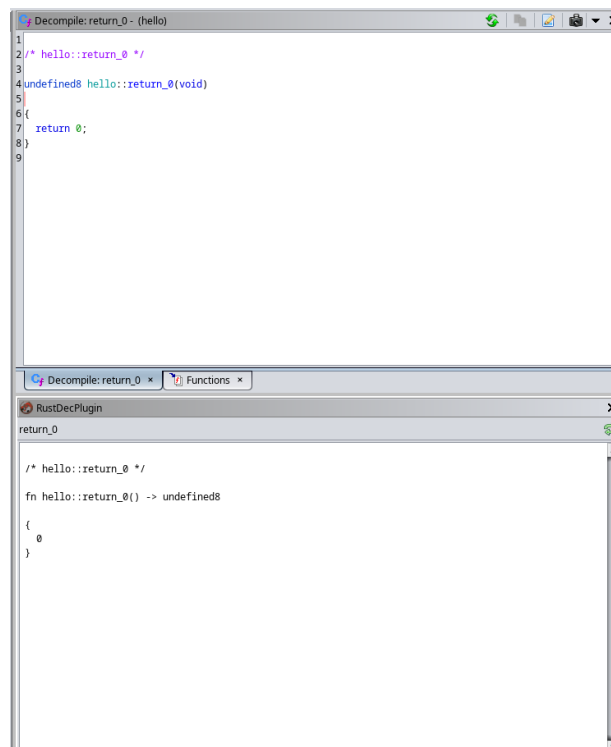 Decompile: return_0 - (hello)
1
2 /* hello::return_0 */
3
4 undefined8 hello::return_0(void)
5
6 {
7   return 0;
8 }
9
Decompile: return_0 × Functions ×
RustDecPlugin
return_0
/* hello::return_0 */
fn hello::return_0() -> undefined8
{
  0
}